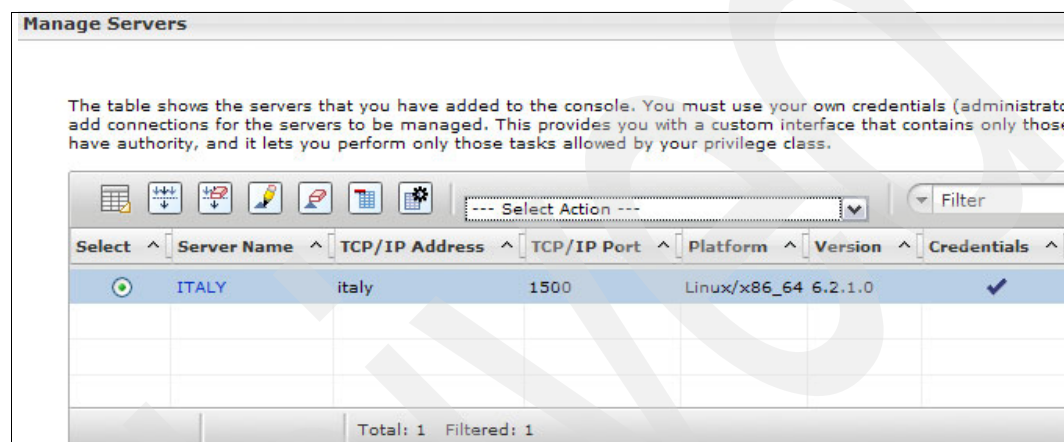 Manage Servers
The table shows the servers that you have added to the console. You must use your own credentials (administrato
add connections for the servers to be managed. This provides you with a custom interface that contains only those
have authority, and it lets you perform only those tasks allowed by your privilege class.
--- Select Action --- Filter
Select Server Name TCP/IP Address TCP/IP Port Platform Version Credentials
ITALY italy 1500 Linux/x86_64 6.2.1.0
Total: 1 Filtered: 1